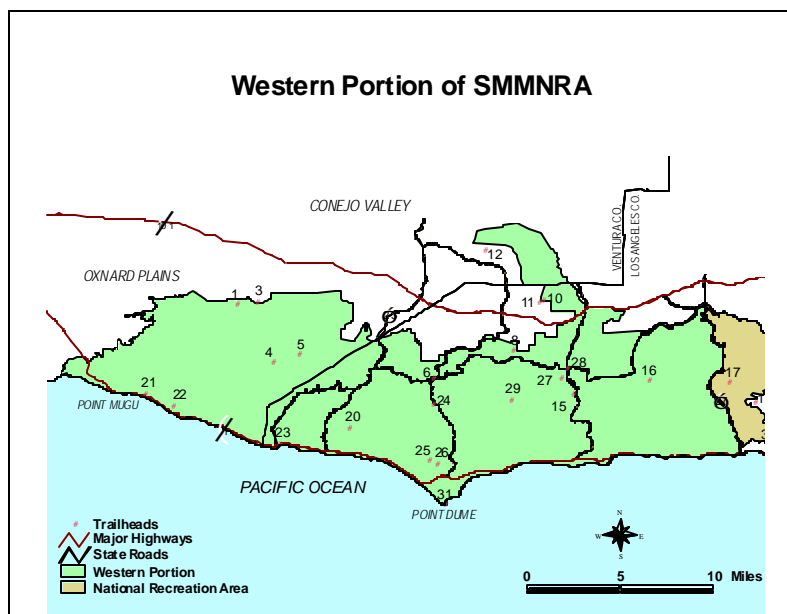 Western Portion of SMMNRA
CONEJO VALLEY
VENTURA CO.
LOS ANGELES CO.
OXNARD PLAINS
12
1
3
11
10
4
5
8
28
6
27
16
17
21
22
24
29
15
20
23
25
26
31
POINT MUGU
PACIFIC OCEAN
POINT DUME
Trailheads
Major Highways
State Roads
Western Portion
National Recreation Area
N
W
E
S
0 5 10 Miles